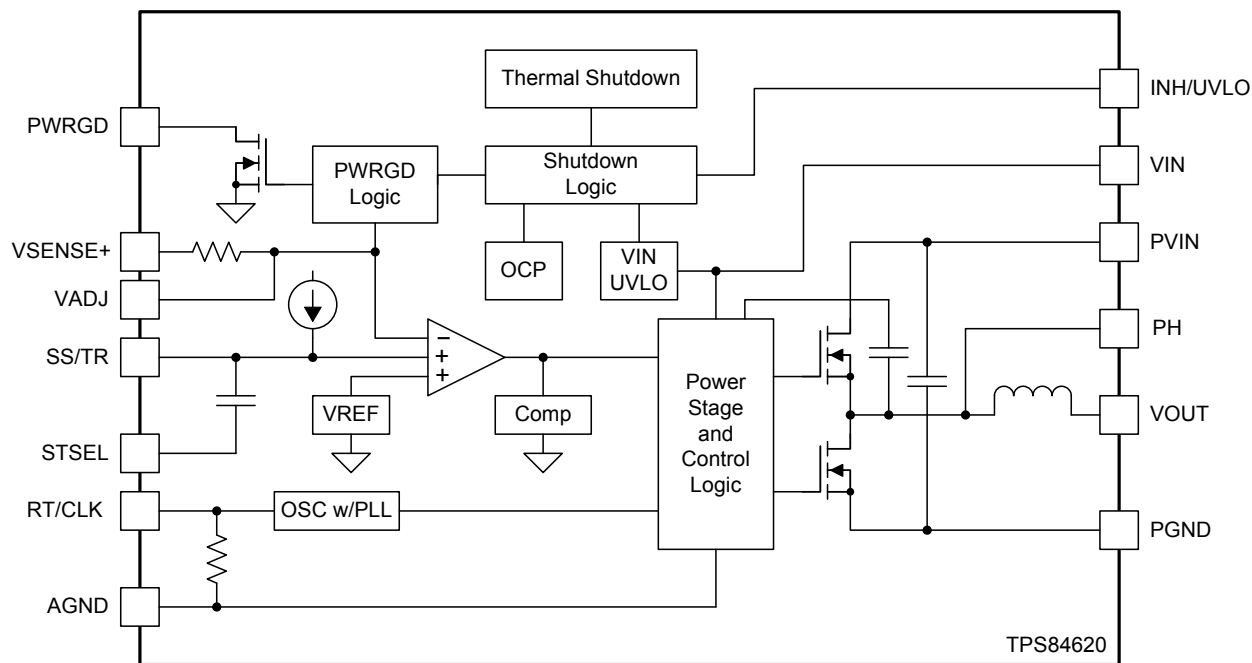 Thermal Shutdown
INH/UVLO
PWRGD
PWRGD
Logic
Shutdown
Logic
VIN
VSENSE+
OCP
VIN
UVLO
PVIN
VADJ
SS/TR
−
+
+
PH
Power
Stage
and
Control
Logic
VREF
Comp
VOUT
STSEL
RT/CLK
OSC w/PLL
PGND
AGND
TPS84620